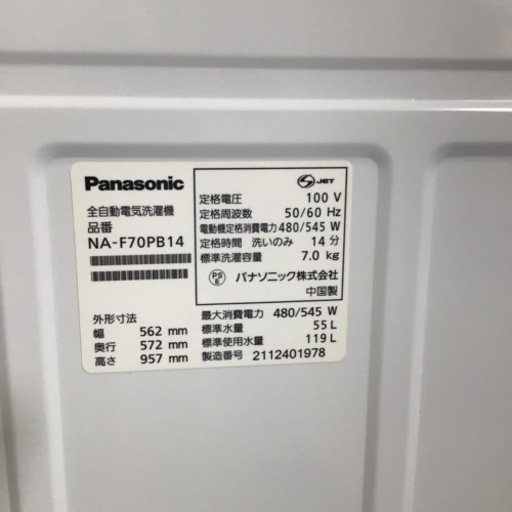 Panasonic
全自動電気洗濯機
品番
NA-F70PB14
外形寸法
幅 562 mm
奥行 572 mm
高さ 957 mm
JET
定格電圧 100 V
定格周波数 50/60 Hz
電動機定格消費電力 480/545 W
定格時間 洗いのみ 14 分
標準洗濯容量 7.0 kg
PS E パナソニック株式会社
中国製
最大消費電力 480/545 W
標準水量 55 L
標準使用水量 119 L
製造番号 2112401978